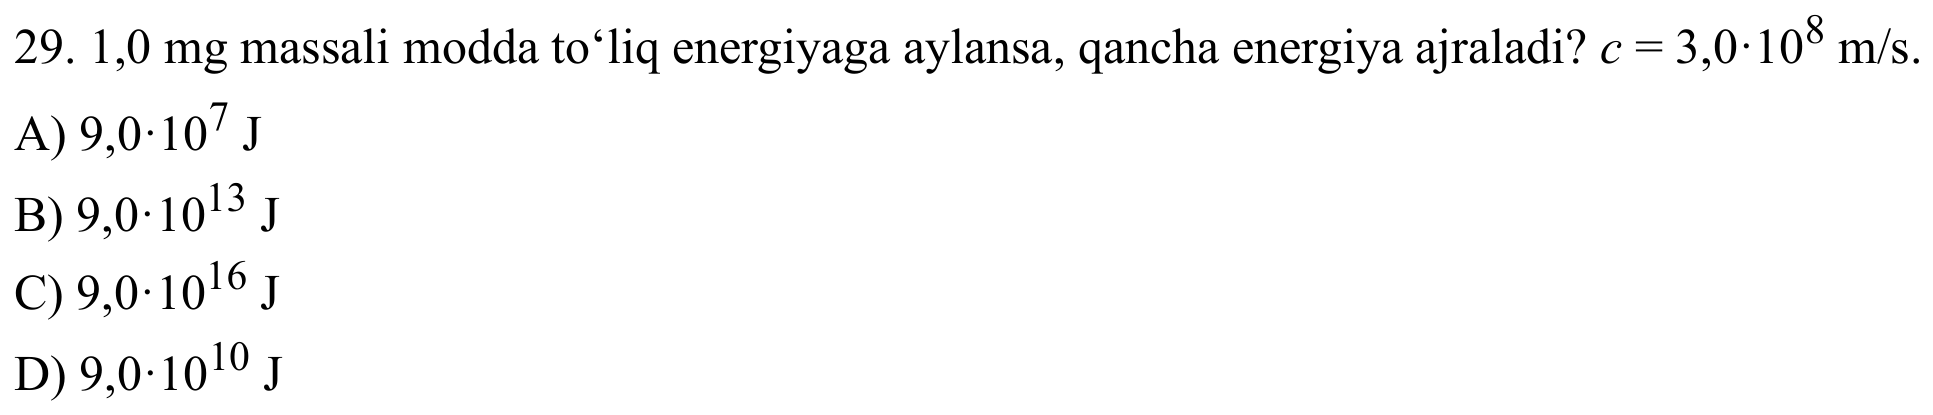 29. 1,0 mg massali modda to‘liq energiyaga aylansa, qancha energiya ajraladi? c = 3,0·10⁸ m/s.
A) 9,0·10⁷ J
B) 9,0·10¹³ J
C) 9,0·10¹⁶ J
D) 9,0·10¹⁰ J